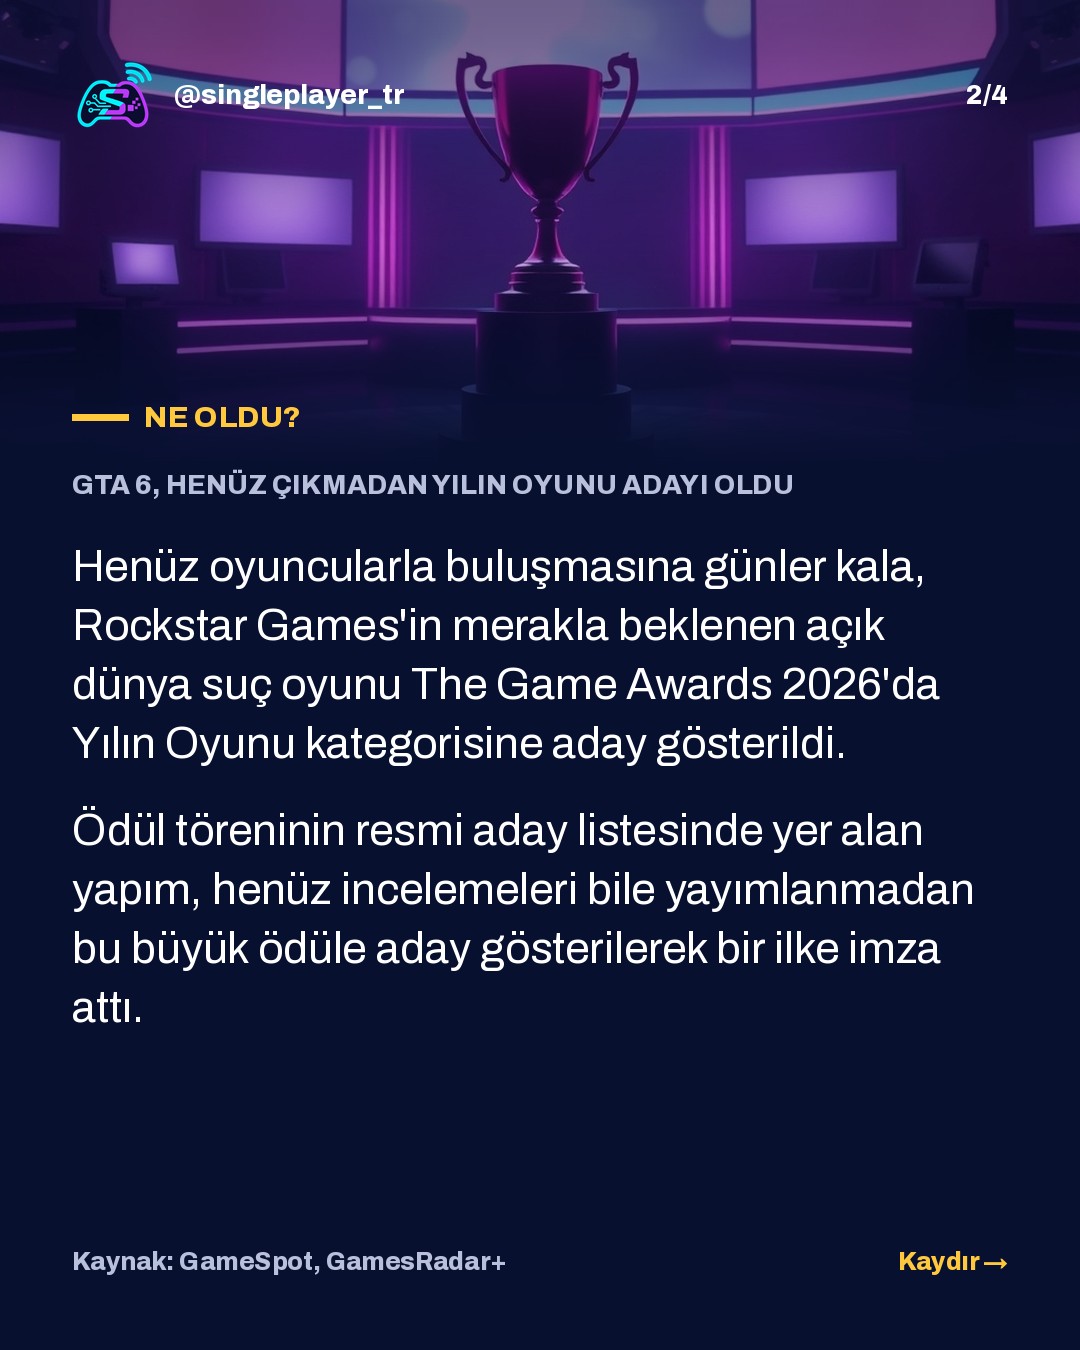 @singleplayer_tr
2/4
NE OLDU?
GTA 6, HENÜZ ÇIKMADAN YILIN OYUNU ADAYI OLDU
Henüz oyuncularla buluşmasına günler kala,
Rockstar Games'in merakla beklenen açık
dünya suç oyunu The Game Awards 2026'da
Yılın Oyunu kategorisine aday gösterildi.
Ödül töreninin resmi aday listesinde yer alan
yapım, henüz incelemeleri bile yayımlanmadan
bu büyük ödüle aday gösterilerek bir ilke imza
attı.
Kaynak: GameSpot, GamesRadar+
Kaydır→